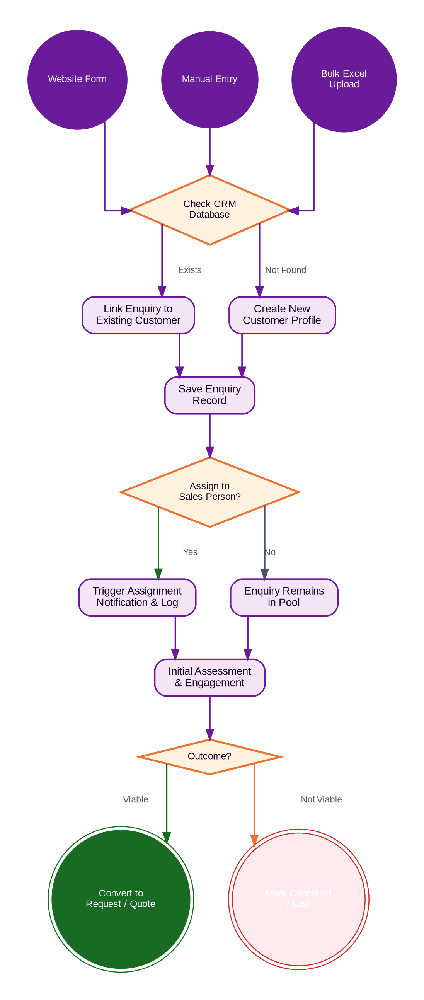 Website Form
Manual Entry
Bulk Excel
Upload
Check CRM
Database
Exists
Not Found
Link Enquiry to
Existing Customer
Create New
Customer Profile
Save Enquiry
Record
Assign to
Sales Person?
Yes
No
Trigger Assignment
Notification & Log
Enquiry Remains
in Pool
Initial Assessment
& Engagement
Outcome?
Viable
Not Viable
Convert to
Request / Quote
Mark Cancelled
/ Lost